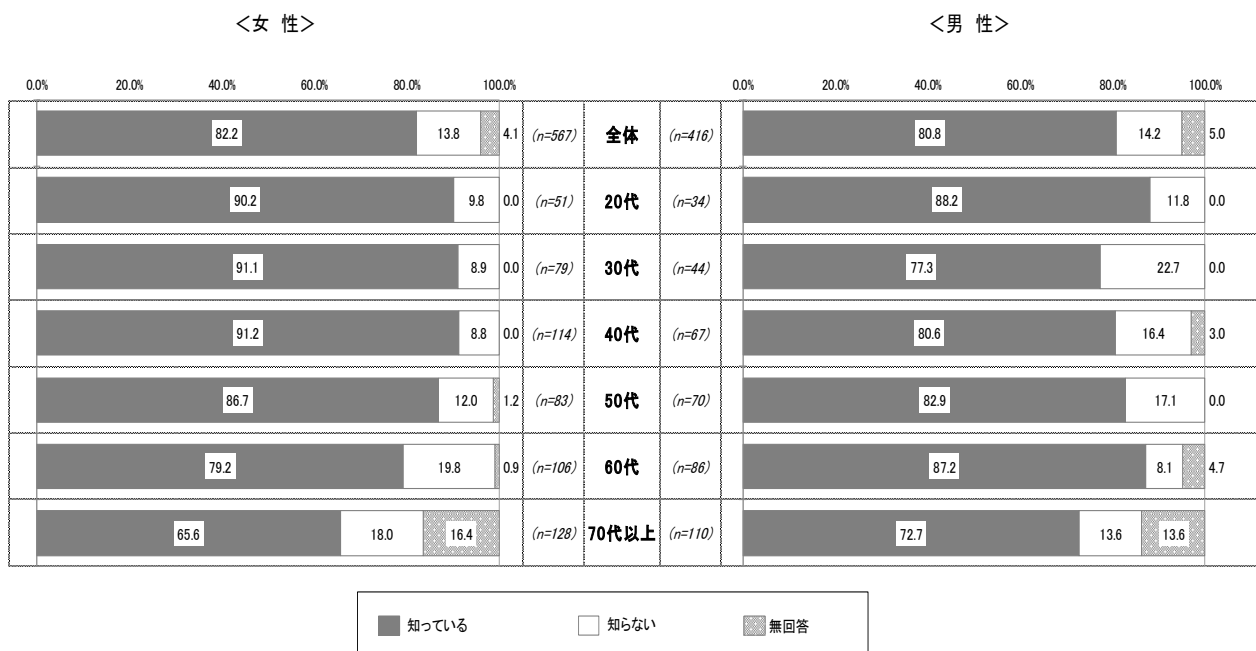 ＜女 性＞ ＜男 性＞
0.0% 20.0% 40.0% 60.0% 80.0% 100.0% 0.0% 20.0% 40.0% 60.0% 80.0% 100.0%
82.2 13.8 4.1 (n=567) 全体 (n=416) 80.8 14.2 5.0
90.2 9.8 0.0 (n=51) 20代 (n=34) 88.2 11.8 0.0
91.1 8.9 0.0 (n=79) 30代 (n=44) 77.3 22.7 0.0
91.2 8.8 0.0 (n=114) 40代 (n=67) 80.6 16.4 3.0
86.7 12.0 1.2 (n=83) 50代 (n=70) 82.9 17.1 0.0
79.2 19.8 0.9 (n=106) 60代 (n=86) 87.2 8.1 4.7
65.6 18.0 16.4 (n=128) 70代以上 (n=110) 72.7 13.6 13.6
知っている 知らない 無回答